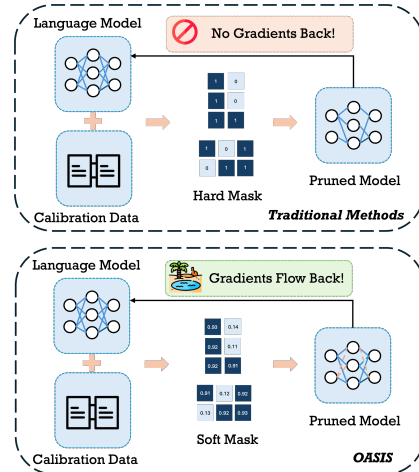 Language Model
No Gradients Back!
1 0
1 0
1 1
1 0 1
0 1 1
Hard Mask
Pruned Model
Calibration Data
Traditional Methods
Language Model
Gradients Flow Back!
0.93 0.14
0.92 0.11
0.92 0.91
0.91 0.12 0.92
0.13 0.92 0.93
Soft Mask
Pruned Model
Calibration Data
OASIS